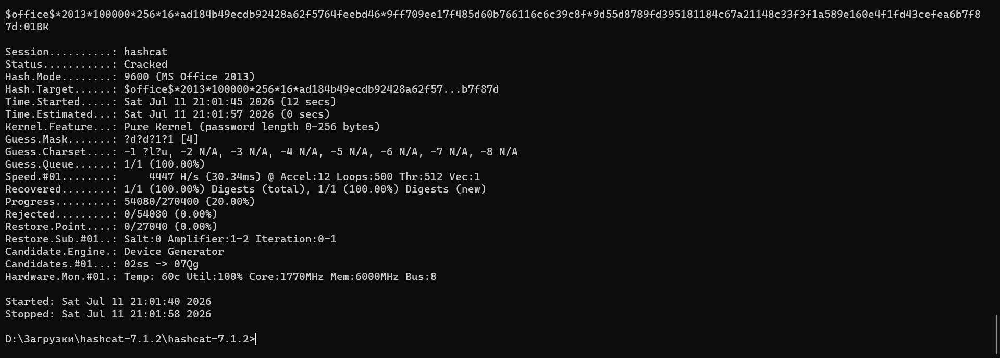 $office$*2013*100000*256*16*ad184b49ecdb92428a62f5764feebd46*9ff709ee17f485d60b766116c6c39c8f*9d55d8789fd395181184c67a21148c33f3f1a589e160e4f1fd43cefea6b7f8
7d:01BK
Session..........: hashcat
Status...........: Cracked
Hash.Mode........: 9600 (MS Office 2013)
Hash.Target......: $office$*2013*100000*256*16*ad184b49ecdb92428a62f57...b7f87d
Time.Started.....: Sat Jul 11 21:01:45 2026 (12 secs)
Time.Estimated...: Sat Jul 11 21:01:57 2026 (0 secs)
Kernel.Feature...: Pure Kernel (password length 0-256 bytes)
Guess.Mask.......: ?d?d?1?1 [4]
Guess.Charset....: -1 ?l?u, -2 N/A, -3 N/A, -4 N/A, -5 N/A, -6 N/A, -7 N/A, -8 N/A
Guess.Queue......: 1/1 (100.00%)
Speed.#01........:     4447 H/s (30.34ms) @ Accel:12 Loops:500 Thr:512 Vec:1
Recovered........: 1/1 (100.00%) Digests (total), 1/1 (100.00%) Digests (new)
Progress.........: 54080/270400 (20.00%)
Rejected.........: 0/54080 (0.00%)
Restore.Point....: 0/27040 (0.00%)
Restore.Sub.#01..: Salt:0 Amplifier:1-2 Iteration:0-1
Candidate.Engine.: Device Generator
Candidates.#01...: 02ss -> 07Qg
Hardware.Mon.#01.: Temp: 60c Util:100% Core:1770MHz Mem:6000MHz Bus:8
Started: Sat Jul 11 21:01:40 2026
Stopped: Sat Jul 11 21:01:58 2026
D:\Загрузки\hashcat-7.1.2\hashcat-7.1.2>